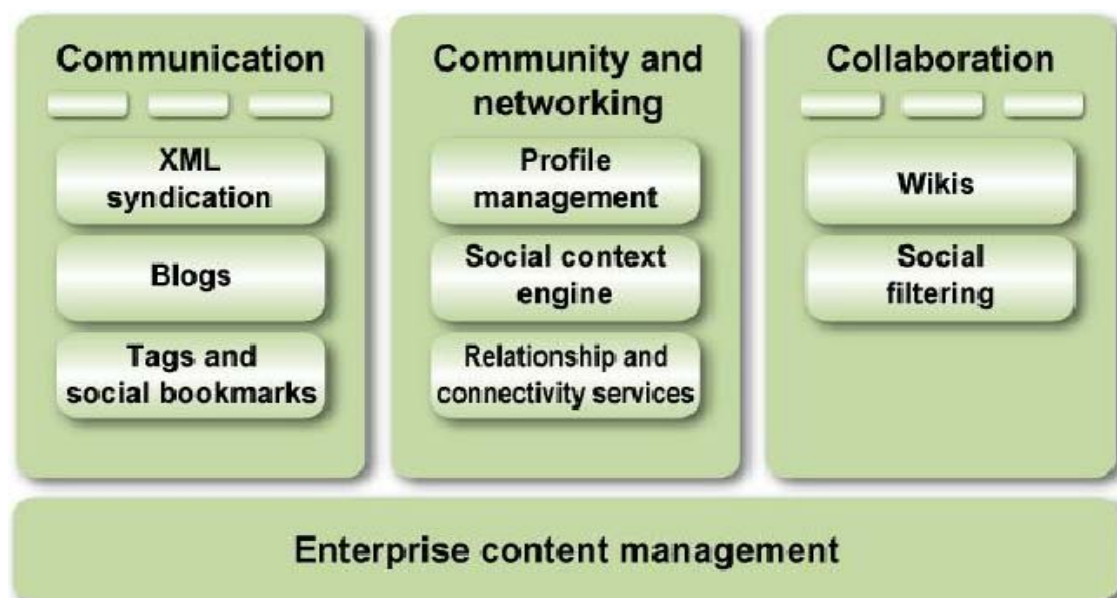 Communication
XML
syndication
Blogs
Tags and
social bookmarks
Community and
networking
Profile
management
Social context
engine
Relationship and
connectivity services
Collaboration
Wikis
Social
filtering
Enterprise content management